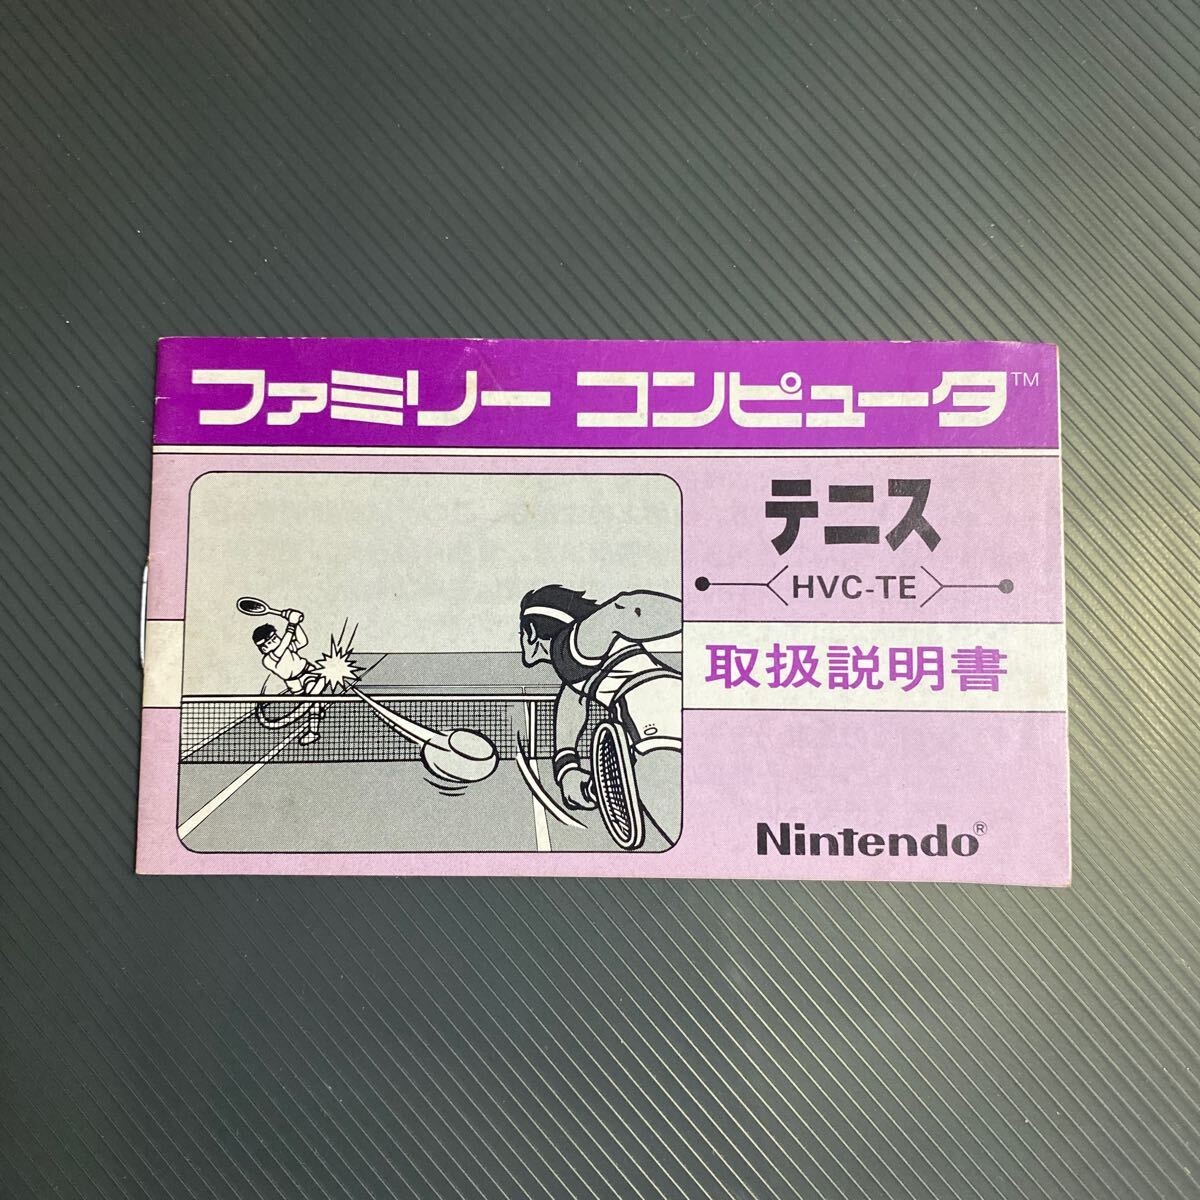 ファミリー コンピュータ™
テニス
HVC-TE
取扱説明書
Nintendo®